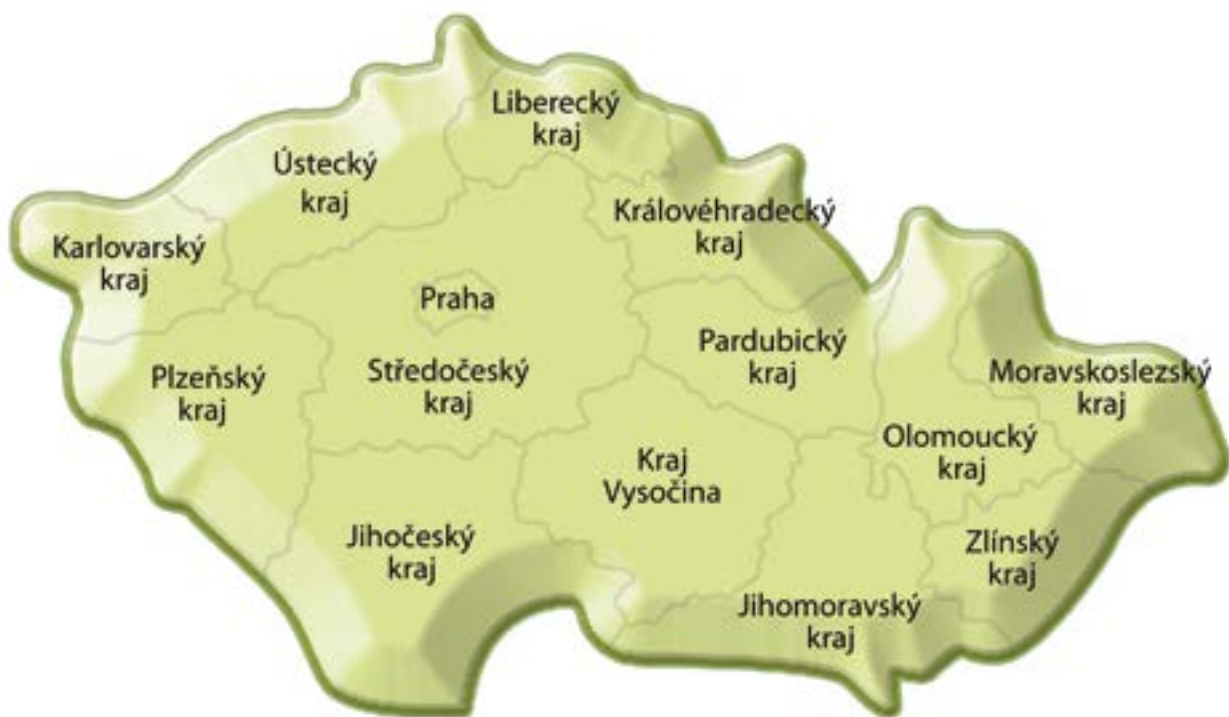 Liberecký
kraj
Ústecký
kraj
Královéhradecký
kraj
Karlovarský
kraj
Praha
Pardubický
kraj
Plzeňský
kraj
Středočeský
kraj
Moravskoslezský
kraj
Olomoucký
kraj
Kraj
Vysočina
Jihočeský
kraj
Zlínský
kraj
Jihomoravský
kraj